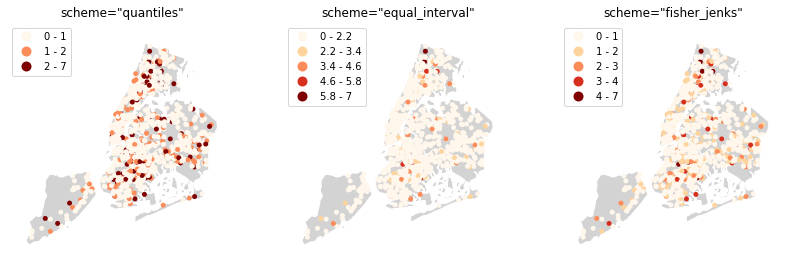 scheme="quantiles"
0 - 1
1 - 2
2 - 7
scheme="equal_interval"
0 - 2.2
2.2 - 3.4
3.4 - 4.6
4.6 - 5.8
5.8 - 7
scheme="fisher_jenks"
0 - 1
1 - 2
2 - 3
3 - 4
4 - 7